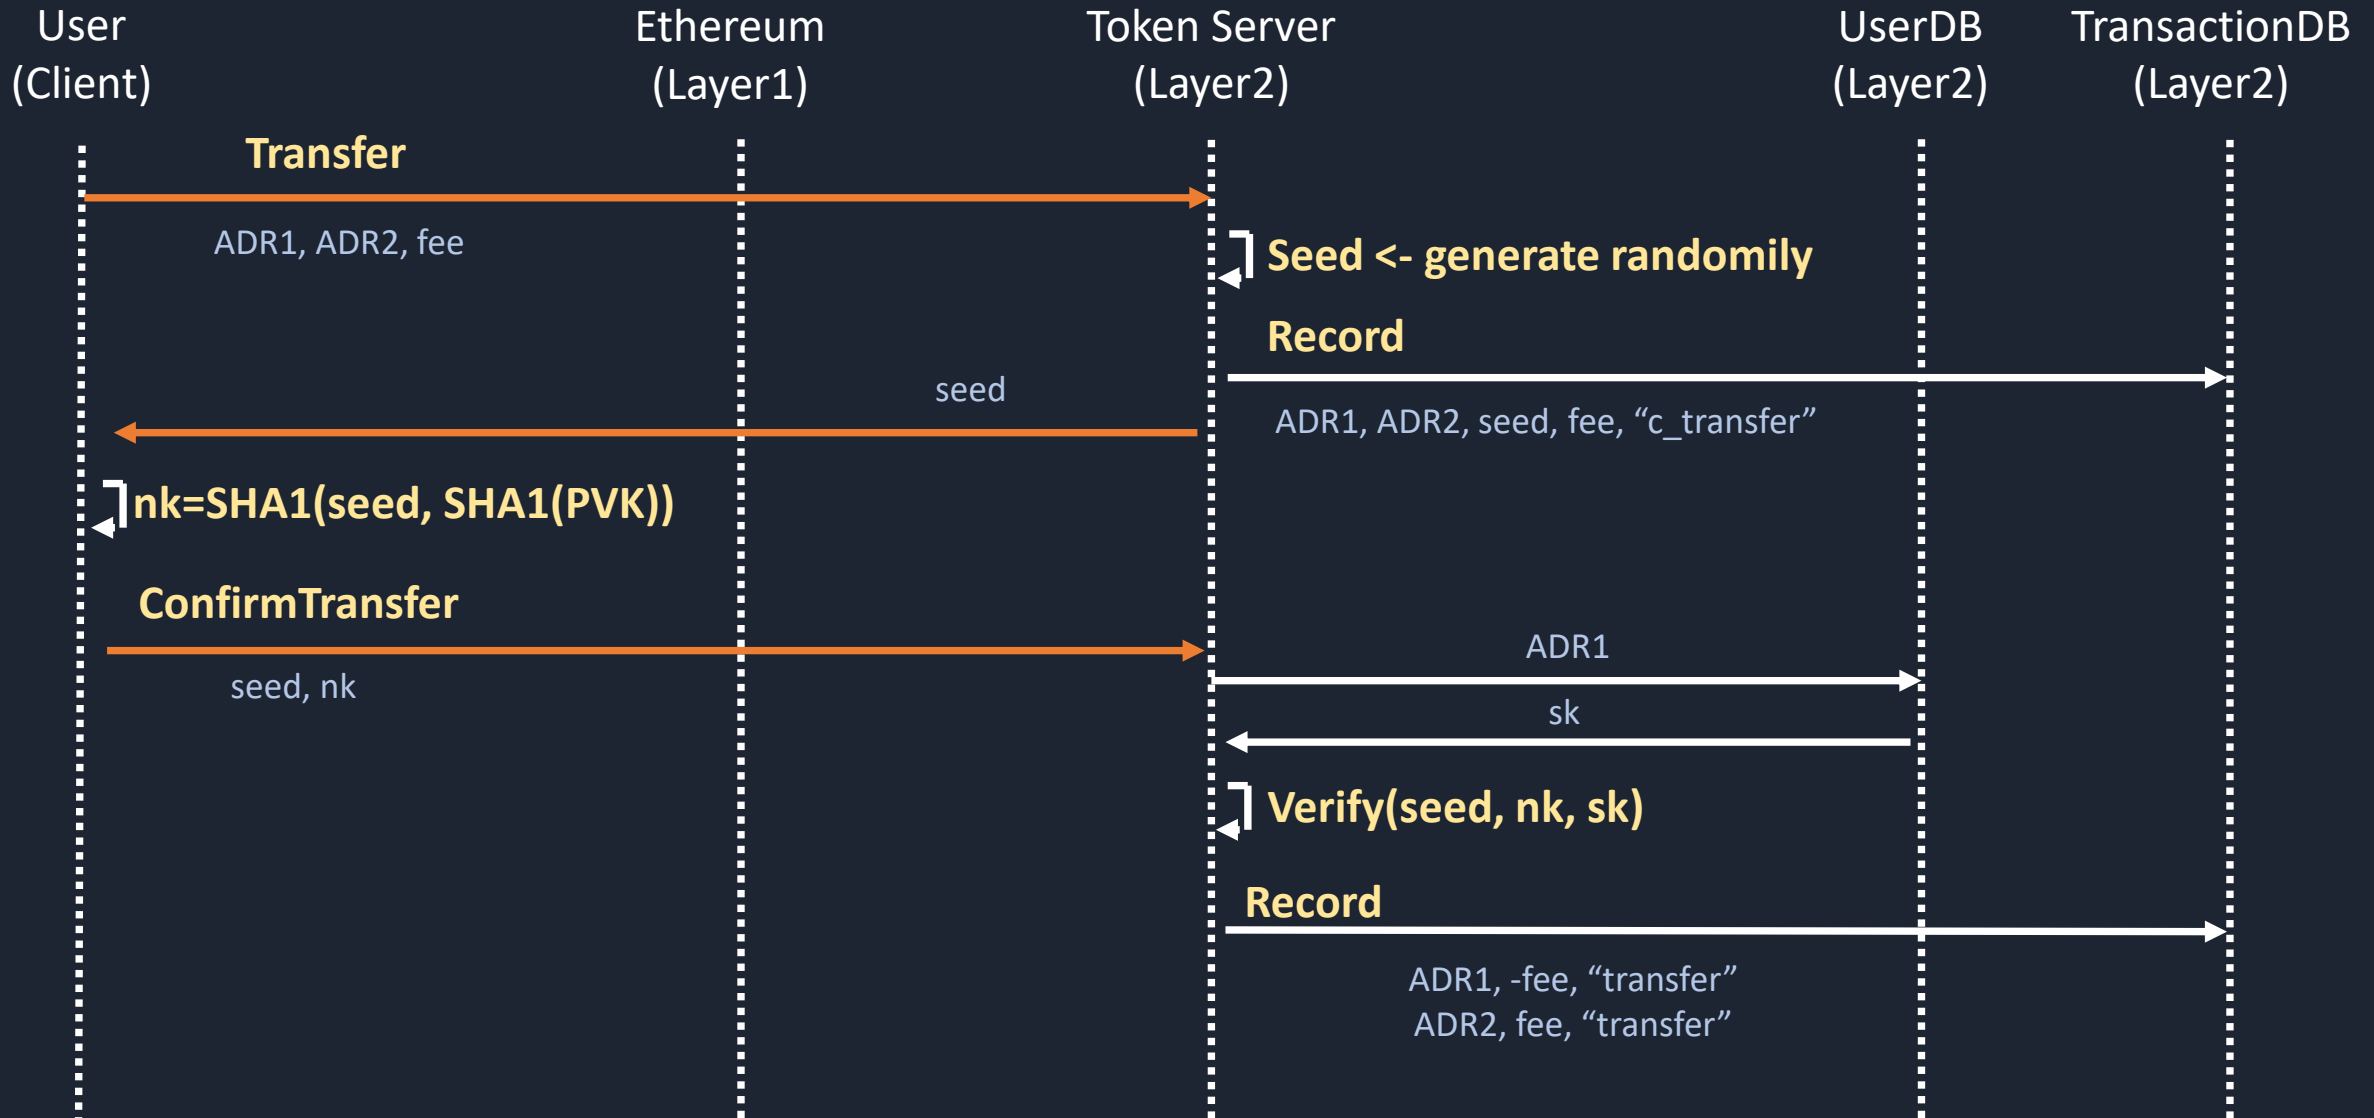 User
(Client)
Ethereum
(Layer1)
Token Server
(Layer2)
UserDB
(Layer2)
TransactionDB
(Layer2)
Transfer
ADR1, ADR2, fee
Seed <- generate randomily
Record
ADR1, ADR2, seed, fee, “c_transfer”
seed
nk=SHA1(seed, SHA1(PVK))
ConfirmTransfer
seed, nk
ADR1
sk
Verify(seed, nk, sk)
Record
ADR1, -fee, “transfer”
ADR2, fee, “transfer”